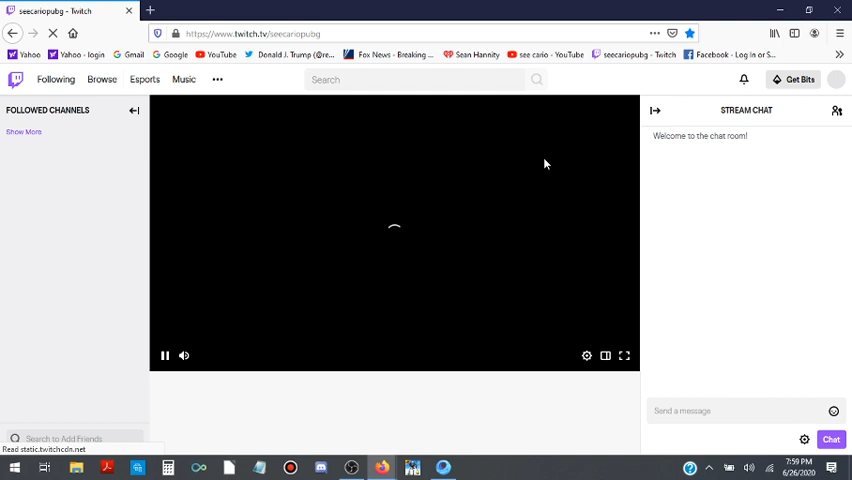 seecariopubg - Twitch
https://www.twitch.tv/seecariopubg
Yahoo
Yahoo - login
Gmail
Google
YouTube
Donald J. Trump (@re...
Fox News - Breaking ...
Sean Hannity
see cario - YouTube
seecariopubg - Twitch
Facebook - Log In or S...
Following
Browse
Esports
Music
Search
Get Bits
FOLLOWED CHANNELS
STREAM CHAT
Show More
Welcome to the chat room!
Send a message
Search to Add Friends
Chat
Read static.twitchcdn.net
7:59 PM
6/26/2020